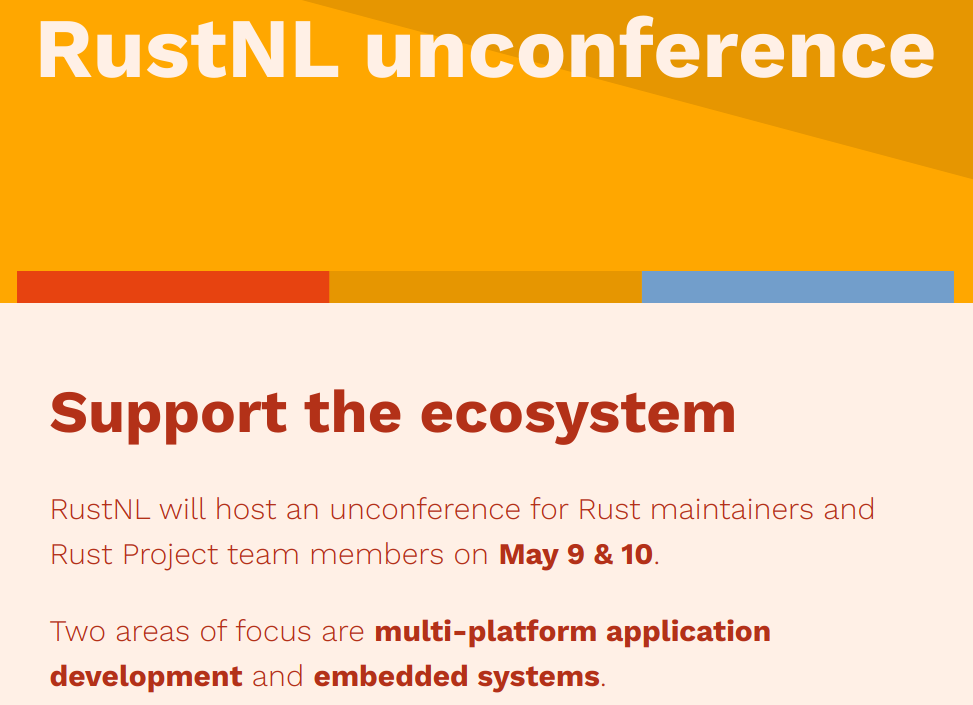 RustNL unconference
Support the ecosystem
RustNL will host an unconference for Rust maintainers and
Rust Project team members on May 9 & 10.
Two areas of focus are multi-platform application
development and embedded systems.